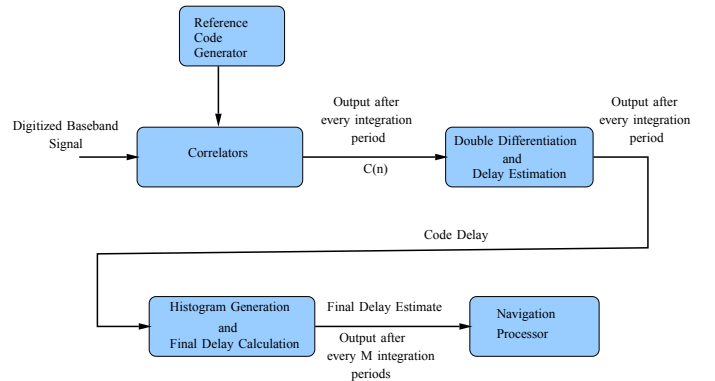 Reference
Code
Generator
Digitized Baseband
Signal
Correlators
Output after
every integration
period
C(n)
Double Differentiation
and
Delay Estimation
Output after
every integration
period
Code Delay
Histogram Generation
and
Final Delay Calculation
Final Delay Estimate
Output after
every M integration
periods
Navigation
Processor